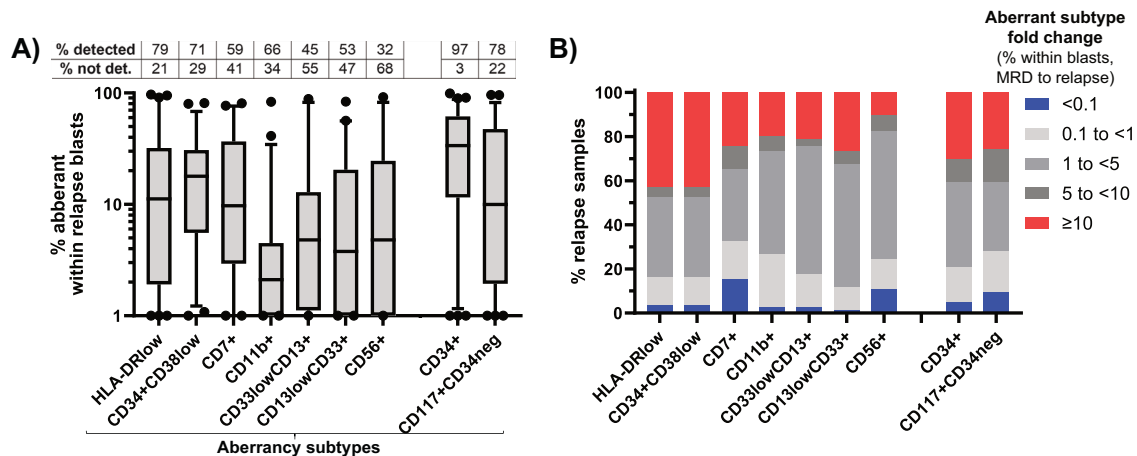 A)
% detected 79 71 59 66 45 53 32 97 78
% not det. 21 29 41 34 55 47 68 3 22
% abberant
within relapse blasts
100
10
1
HLA-DRlow
CD34+CD38low
CD7+
CD11b+
CD33lowCD13+
CD13lowCD33+
CD56+
CD34+
CD117+CD34neg
Aberrancy subtypes
B)
% relapse samples
100
80
60
40
20
0
HLA-DRlow
CD34+CD38low
CD7+
CD11b+
CD33lowCD13+
CD13lowCD33+
CD56+
CD34+
CD117+CD34neg
Aberrant subtype
fold change
(% within blasts,
MRD to relapse)
<0.1
0.1 to <1
1 to <5
5 to <10
≥10